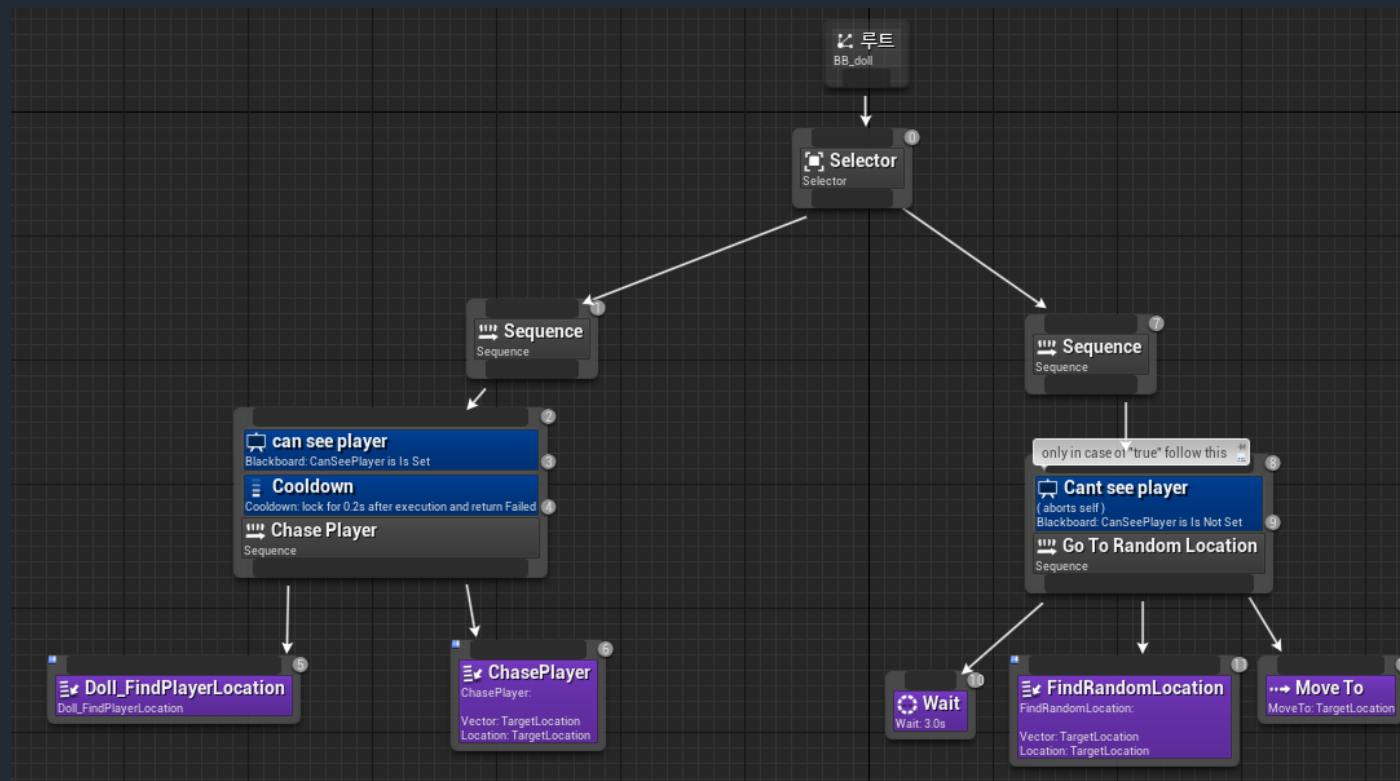 루트
BB_doll
0
Selector
Selector
1
Sequence
Sequence
7
Sequence
Sequence
2
can see player
Blackboard: CanSeePlayer is Is Set
3
Cooldown
Cooldown: lock for 0.2s after execution and return Failed
4
Chase Player
Sequence
only in case of "true" follow this
8
Cant see player
( aborts self )
Blackboard: CanSeePlayer is Is Not Set
9
Go To Random Location
Sequence
5
Doll_FindPlayerLocation
Doll_FindPlayerLocation
6
ChasePlayer
ChasePlayer:
Vector: TargetLocation
Location: TargetLocation
10
Wait
Wait: 3.0s
11
FindRandomLocation
FindRandomLocation:
Vector: TargetLocation
Location: TargetLocation
Move To
MoveTo: TargetLocation